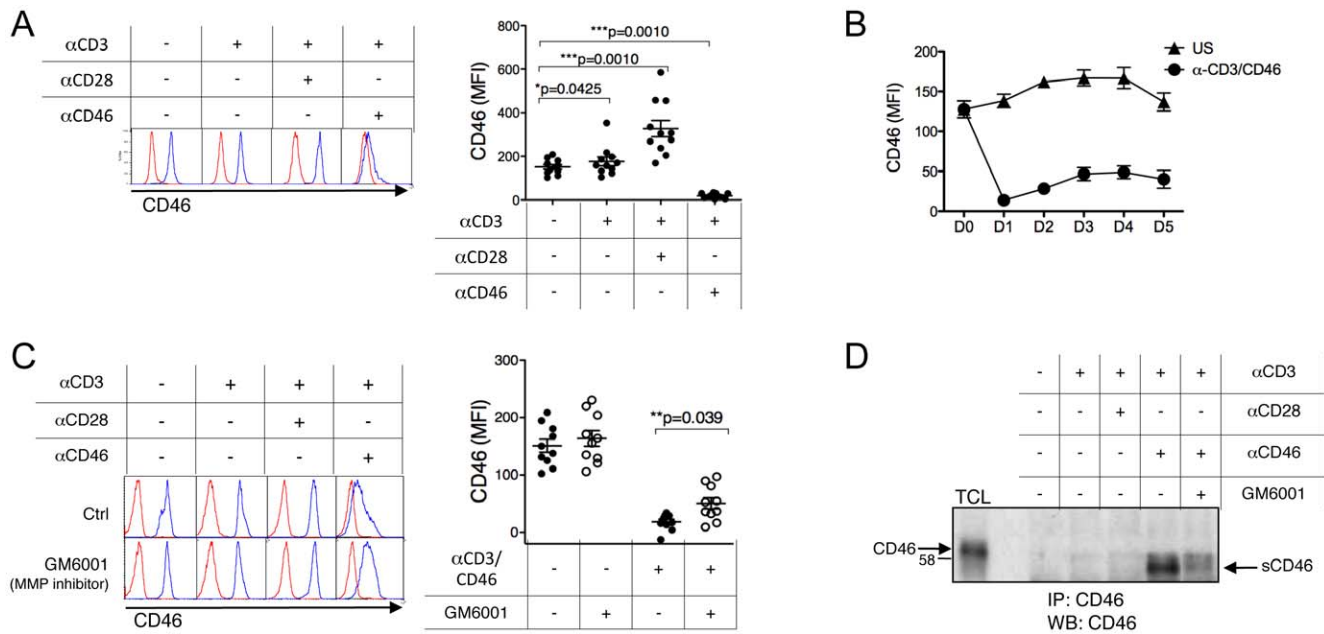 A
αCD3 - + + +
αCD28 - - + -
αCD46 - - - +
CD46
CD46 (MFI)
800
600
400
200
0
***p=0.0010
***p=0.0010
*p=0.0425
αCD3 - + + +
αCD28 - - + -
αCD46 - - - +
B
US
α-CD3/CD46
CD46 (MFI)
200
150
100
50
0
D0 D1 D2 D3 D4 D5
C
αCD3 - + + +
αCD28 - - + -
αCD46 - - - +
Ctrl
GM6001
(MMP inhibitor)
CD46
CD46 (MFI)
300
200
100
0
**p=0.039
αCD3/
CD46 - - + +
GM6001 - + - +
D
- + + + + αCD3
- - + - - αCD28
- - - + + αCD46
- - - - + GM6001
TCL
CD46
58
sCD46
IP: CD46
WB: CD46